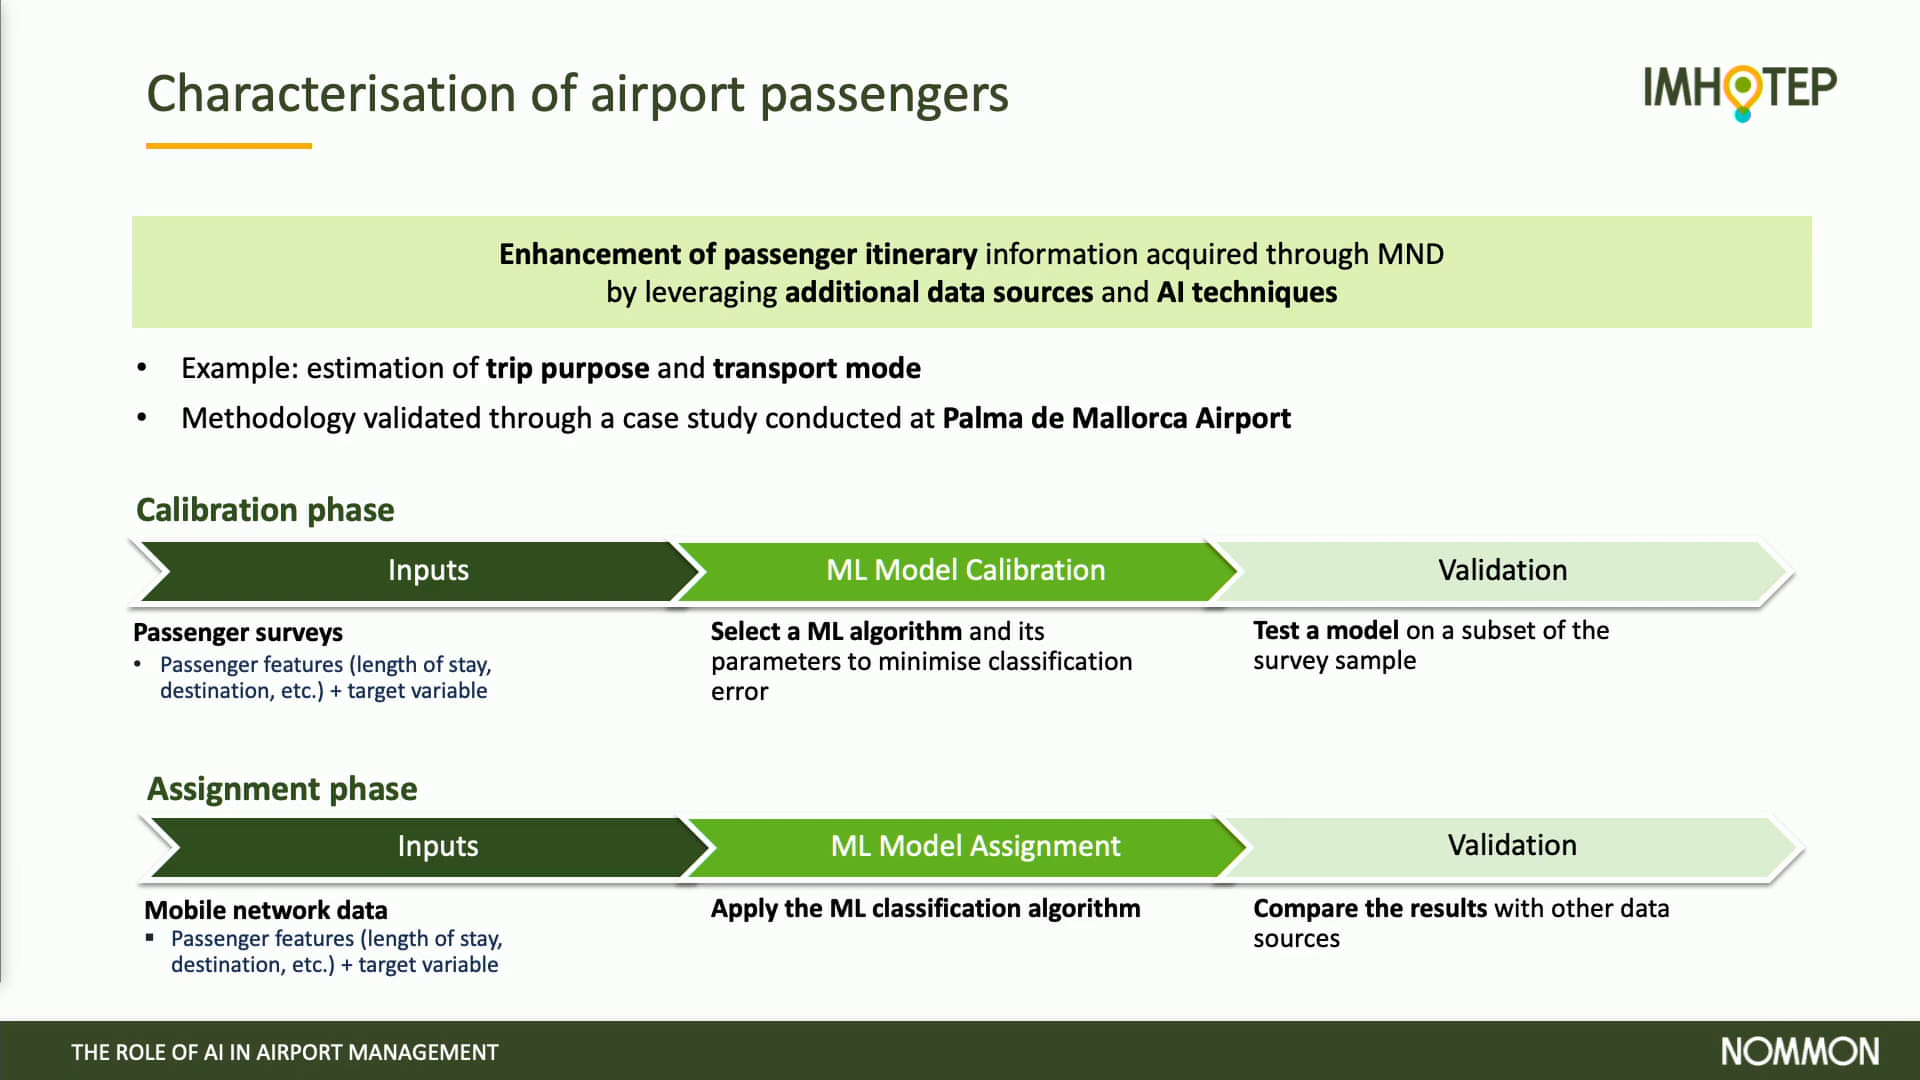 Characterisation of airport passengers
IMHOTEP
Enhancement of passenger itinerary information acquired through MND
by leveraging additional data sources and AI techniques
• Example: estimation of trip purpose and transport mode
• Methodology validated through a case study conducted at Palma de Mallorca Airport
Calibration phase
Inputs
ML Model Calibration
Validation
Passenger surveys
• Passenger features (length of stay,
destination, etc.) + target variable
Select a ML algorithm and its
parameters to minimise classification
error
Test a model on a subset of the
survey sample
Assignment phase
Inputs
ML Model Assignment
Validation
Mobile network data
▪ Passenger features (length of stay,
destination, etc.) + target variable
Apply the ML classification algorithm
Compare the results with other data
sources
THE ROLE OF AI IN AIRPORT MANAGEMENT
NOMMON